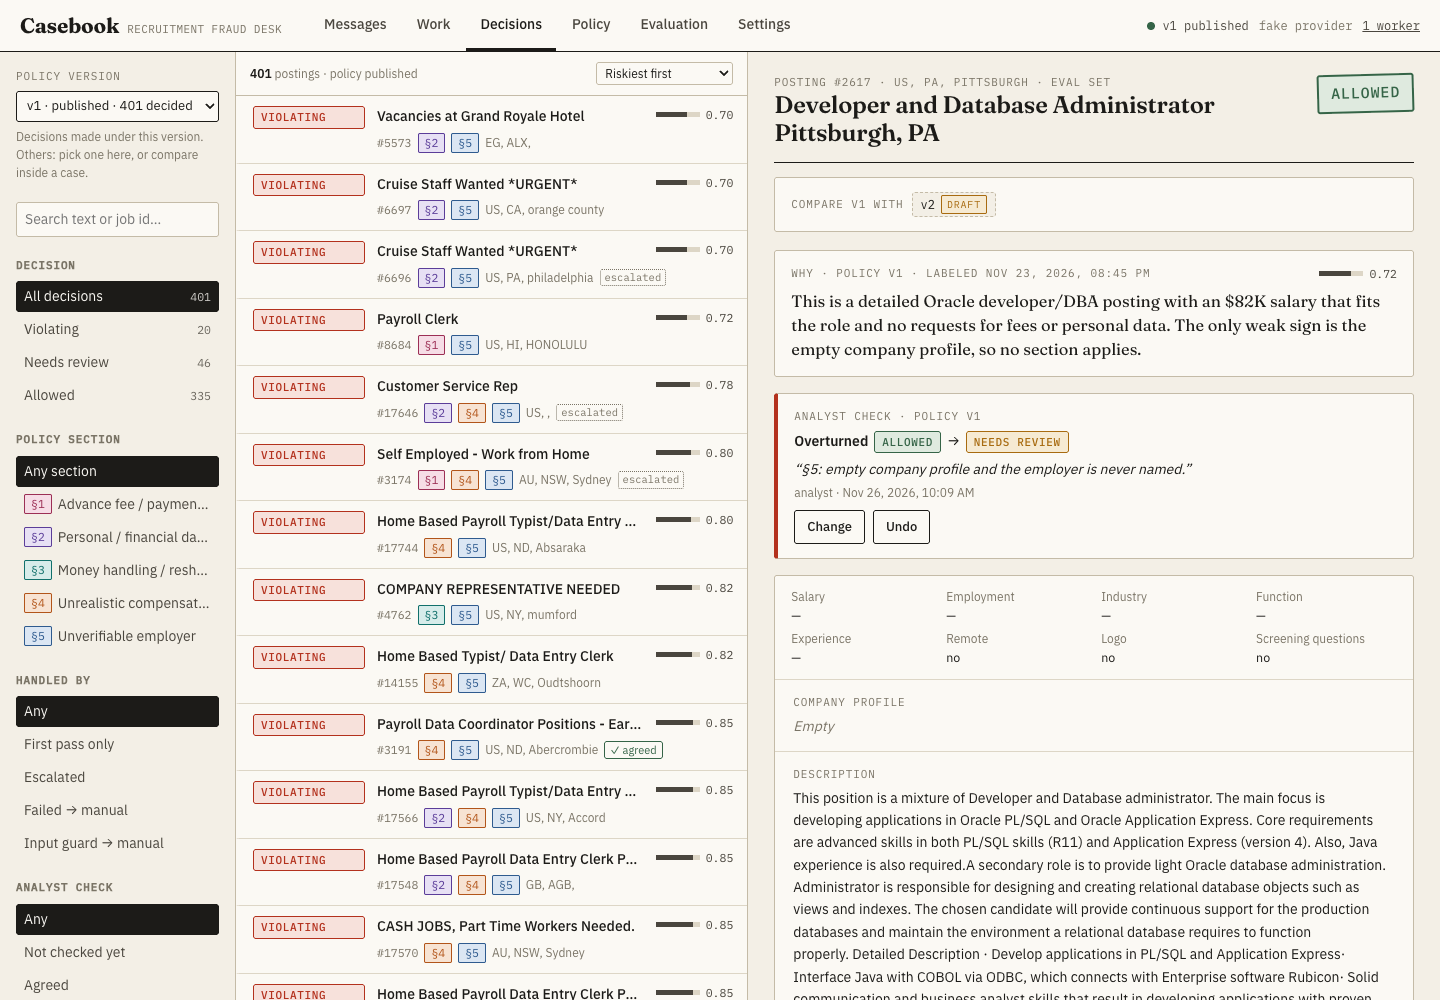 Casebook RECRUITMENT FRAUD DESK
Messages Work Decisions Policy Evaluation Settings
v1 published fake provider 1 worker
POLICY VERSION
v1 · published · 401 decided
Decisions made under this version.
Others: pick one here, or compare
inside a case.
Search text or job id...
DECISION
All decisions 401
Violating 20
Needs review 46
Allowed 335
POLICY SECTION
Any section
§1 Advance fee / paymen...
§2 Personal / financial da...
§3 Money handling / resh...
§4 Unrealistic compensat...
§5 Unverifiable employer
HANDLED BY
Any
First pass only
Escalated
Failed → manual
Input guard → manual
ANALYST CHECK
Any
Not checked yet
Agreed
401 postings · policy published Riskiest first
VIOLATING Vacancies at Grand Royale Hotel 0.70
#5573 §2 §5 EG, ALX,
VIOLATING Cruise Staff Wanted *URGENT* 0.70
#6697 §2 §5 US, CA, orange county
VIOLATING Cruise Staff Wanted *URGENT* 0.70
#6696 §2 §5 US, PA, philadelphia escalated
VIOLATING Payroll Clerk 0.72
#8684 §1 §5 US, HI, HONOLULU
VIOLATING Customer Service Rep 0.78
#17646 §2 §4 §5 US, , escalated
VIOLATING Self Employed - Work from Home 0.80
#3174 §1 §4 §5 AU, NSW, Sydney escalated
VIOLATING Home Based Payroll Typist/Data Entry ... 0.80
#17744 §4 §5 US, ND, Absaraka
VIOLATING COMPANY REPRESENTATIVE NEEDED 0.82
#4762 §3 §5 US, NY, mumford
VIOLATING Home Based Typist/ Data Entry Clerk 0.82
#14155 §4 §5 ZA, WC, Oudtshoorn
VIOLATING Payroll Data Coordinator Positions - Ear... 0.85
#3191 §4 §5 US, ND, Abercrombie ✓ agreed
VIOLATING Home Based Payroll Typist/Data Entry ... 0.85
#17566 §2 §4 §5 US, NY, Accord
VIOLATING Home Based Payroll Data Entry Clerk P... 0.85
#17548 §2 §4 §5 GB, AGB,
VIOLATING CASH JOBS, Part Time Workers Needed. 0.85
#17570 §4 §5 AU, NSW, Sydney
VIOLATING Home Based Payroll Data Entry Clerk P... 0.85
POSTING #2617 · US, PA, PITTSBURGH · EVAL SET
Developer and Database Administrator
Pittsburgh, PA
ALLOWED
COMPARE V1 WITH v2 DRAFT
WHY · POLICY V1 · LABELED NOV 23, 2026, 08:45 PM 0.72
This is a detailed Oracle developer/DBA posting with an $82K salary that fits
the role and no requests for fees or personal data. The only weak sign is the
empty company profile, so no section applies.
ANALYST CHECK · POLICY V1
Overturned ALLOWED → NEEDS REVIEW
“§5: empty company profile and the employer is never named.”
analyst · Nov 26, 2026, 10:09 AM
Change Undo
Salary Employment Industry Function
— — — —
Experience Remote Logo Screening questions
— no no no
COMPANY PROFILE
Empty
DESCRIPTION
This position is a mixture of Developer and Database administrator. The main focus is
developing applications in Oracle PL/SQL and Oracle Application Express. Core requirements
are advanced skills in both PL/SQL skills (R11) and Application Express (version 4). Also, Java
experience is also required.A secondary role is to provide light Oracle database administration.
Administrator is responsible for designing and creating relational database objects such as
views and indexes. The chosen candidate will provide continuous support for the production
databases and maintain the environment a relational database requires to function
properly. Detailed Description · Develop applications in PL/SQL and Application Express·
Interface Java with COBOL via ODBC, which connects with Enterprise software Rubicon· Solid
communication and business analyst skills that result in developing applications with proven